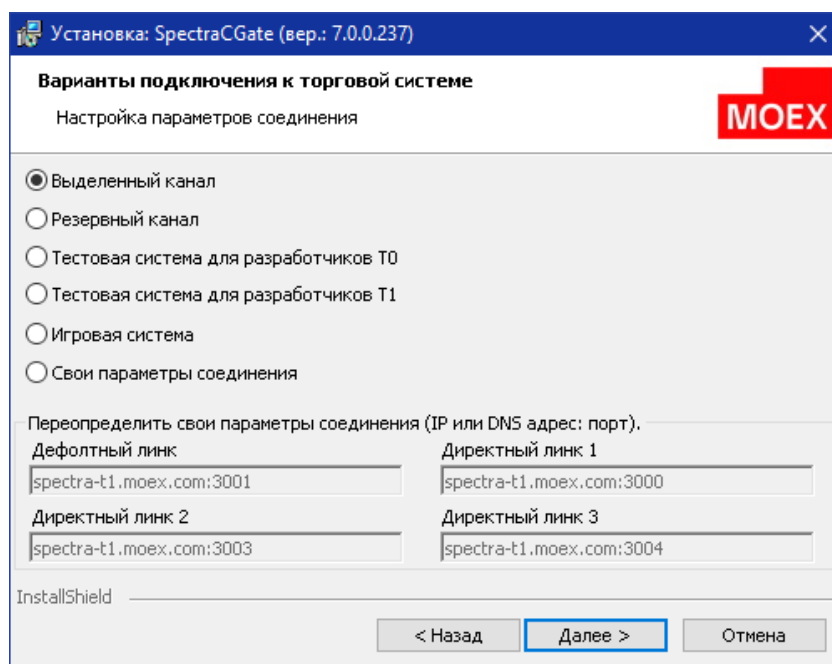 Установка: SpectraCGate (вер.: 7.0.0.237)
Варианты подключения к торговой системе
Настройка параметров соединения
MOEX
Выделенный канал
Резервный канал
Тестовая система для разработчиков T0
Тестовая система для разработчиков T1
Игровая система
Свои параметры соединения
Переопределить свои параметры соединения (IP или DNS адрес: порт).
Дефолтный линк
Директный линк 1
spectra-t1.moex.com:3001
spectra-t1.moex.com:3000
Директный линк 2
Директный линк 3
spectra-t1.moex.com:3003
spectra-t1.moex.com:3004
InstallShield
< Назад
Далее >
Отмена